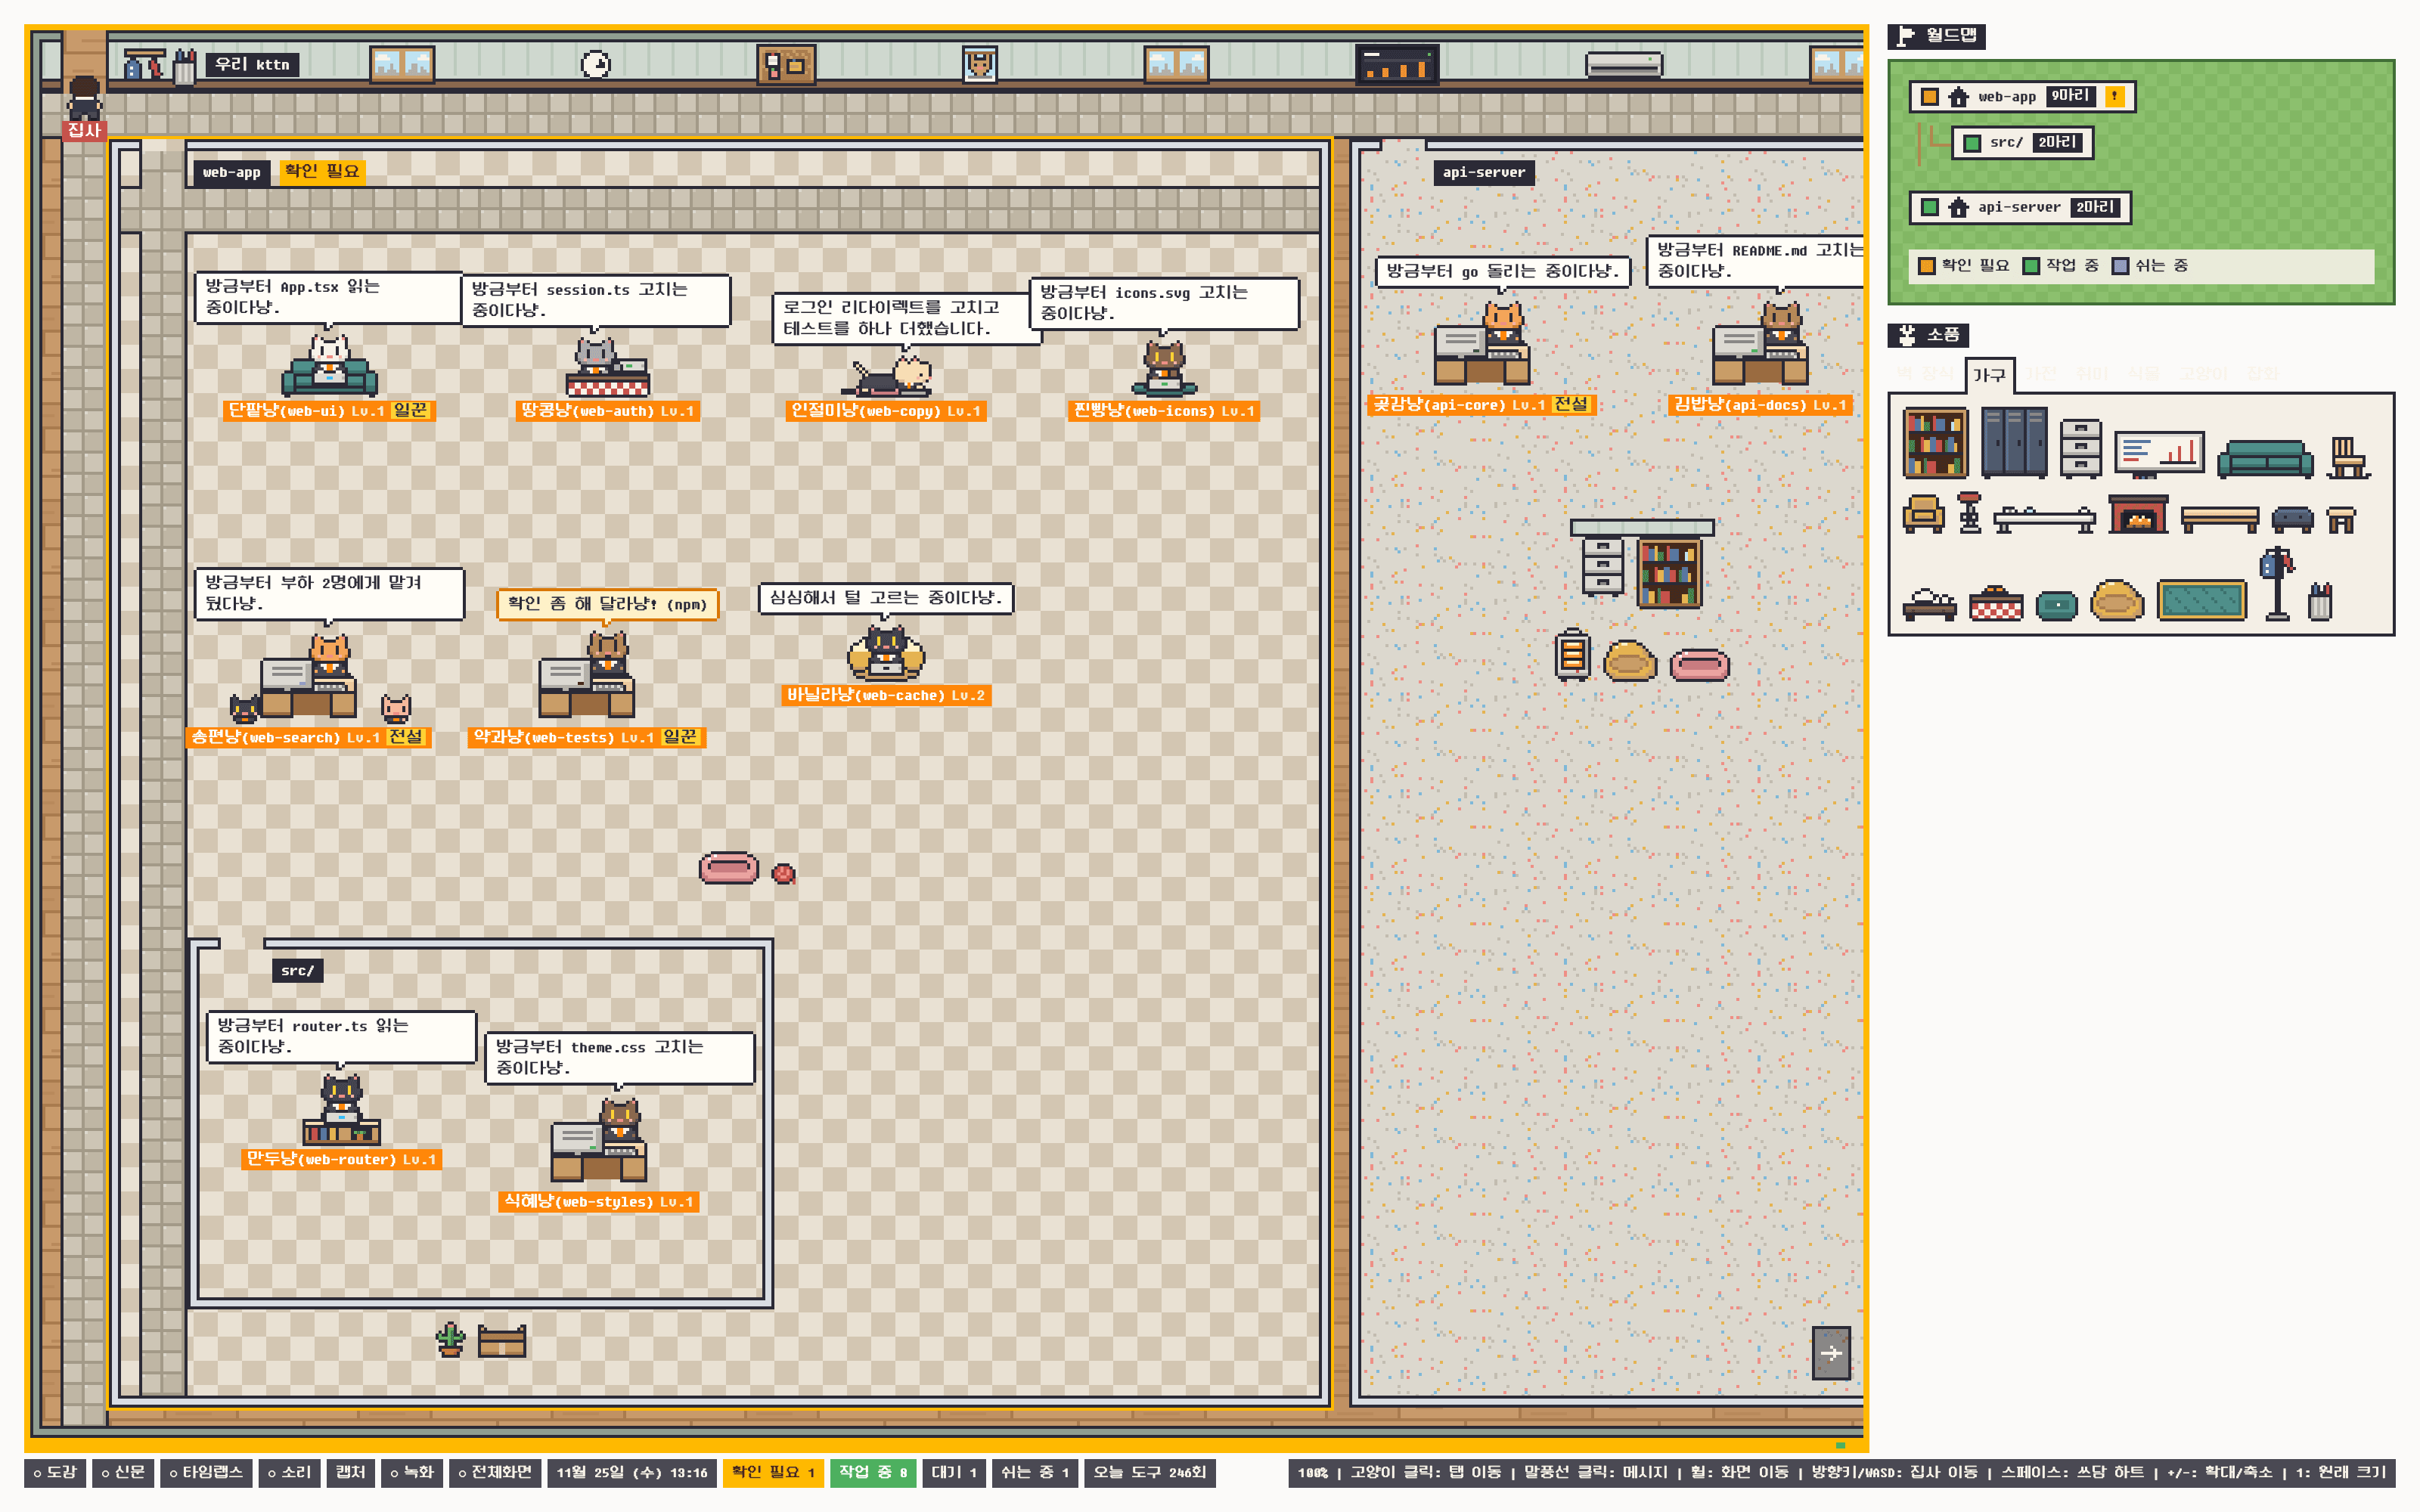 우리 kttn
집사
web-app 확인 필요
api-server
방금부터 App.tsx 읽는
중이다냥.
단팥냥(web-ui) Lv.1 일꾼
방금부터 session.ts 고치는
중이다냥.
땅콩냥(web-auth) Lv.1
로그인 리다이렉트를 고치고
테스트를 하나 더했습니다.
인절미냥(web-copy) Lv.1
방금부터 icons.svg 고치는
중이다냥.
찐빵냥(web-icons) Lv.1
방금부터 go 돌리는 중이다냥.
곶감냥(api-core) Lv.1 전설
방금부터 README.md 고치는
중이다냥.
김밥냥(api-docs) Lv.1
방금부터 부하 2명에게 맡겨
뒀다냥.
송편냥(web-search) Lv.1 전설
확인 좀 해 달라냥! (npm)
약과냥(web-tests) Lv.1 일꾼
심심해서 털 고르는 중이다냥.
바닐라냥(web-cache) Lv.2
src/
방금부터 router.ts 읽는
중이다냥.
만두냥(web-router) Lv.1
방금부터 theme.css 고치는
중이다냥.
식혜냥(web-styles) Lv.1
월드맵
web-app 9마리 !
src/ 2마리
api-server 2마리
확인 필요 작업 중 쉬는 중
소품
가구
도감 신문 타임랩스 소리 캡처 녹화 전체화면 11월 25일 (수) 13:16 확인 필요 1 작업 중 8 대기 1 쉬는 중 1 오늘 도구 246회
100% | 고양이 클릭: 탭 이동 | 말풍선 클릭: 메시지 | 휠: 화면 이동 | 방향키/WASD: 집사 이동 | 스페이스: 쓰담 하트 | +/-: 확대/축소 | 1: 원래 크기